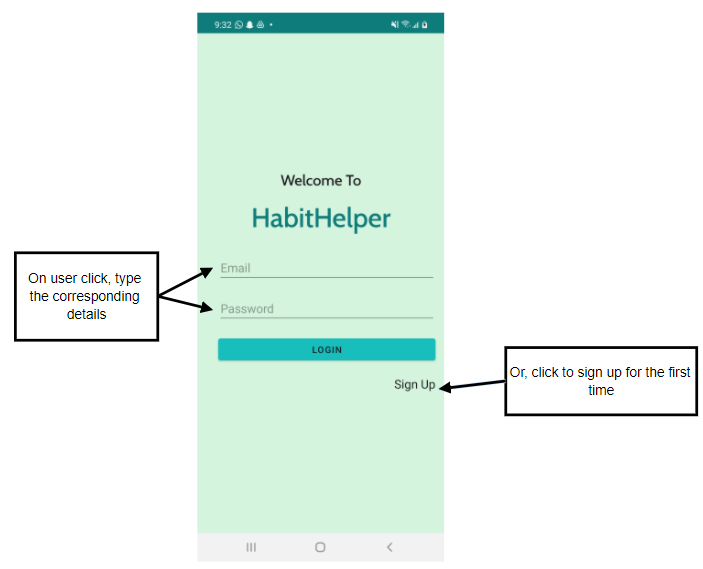 9:32
Welcome To
HabitHelper
On user click, type
the corresponding
details
Email
Password
LOGIN
Sign Up
Or, click to sign up for the first
time